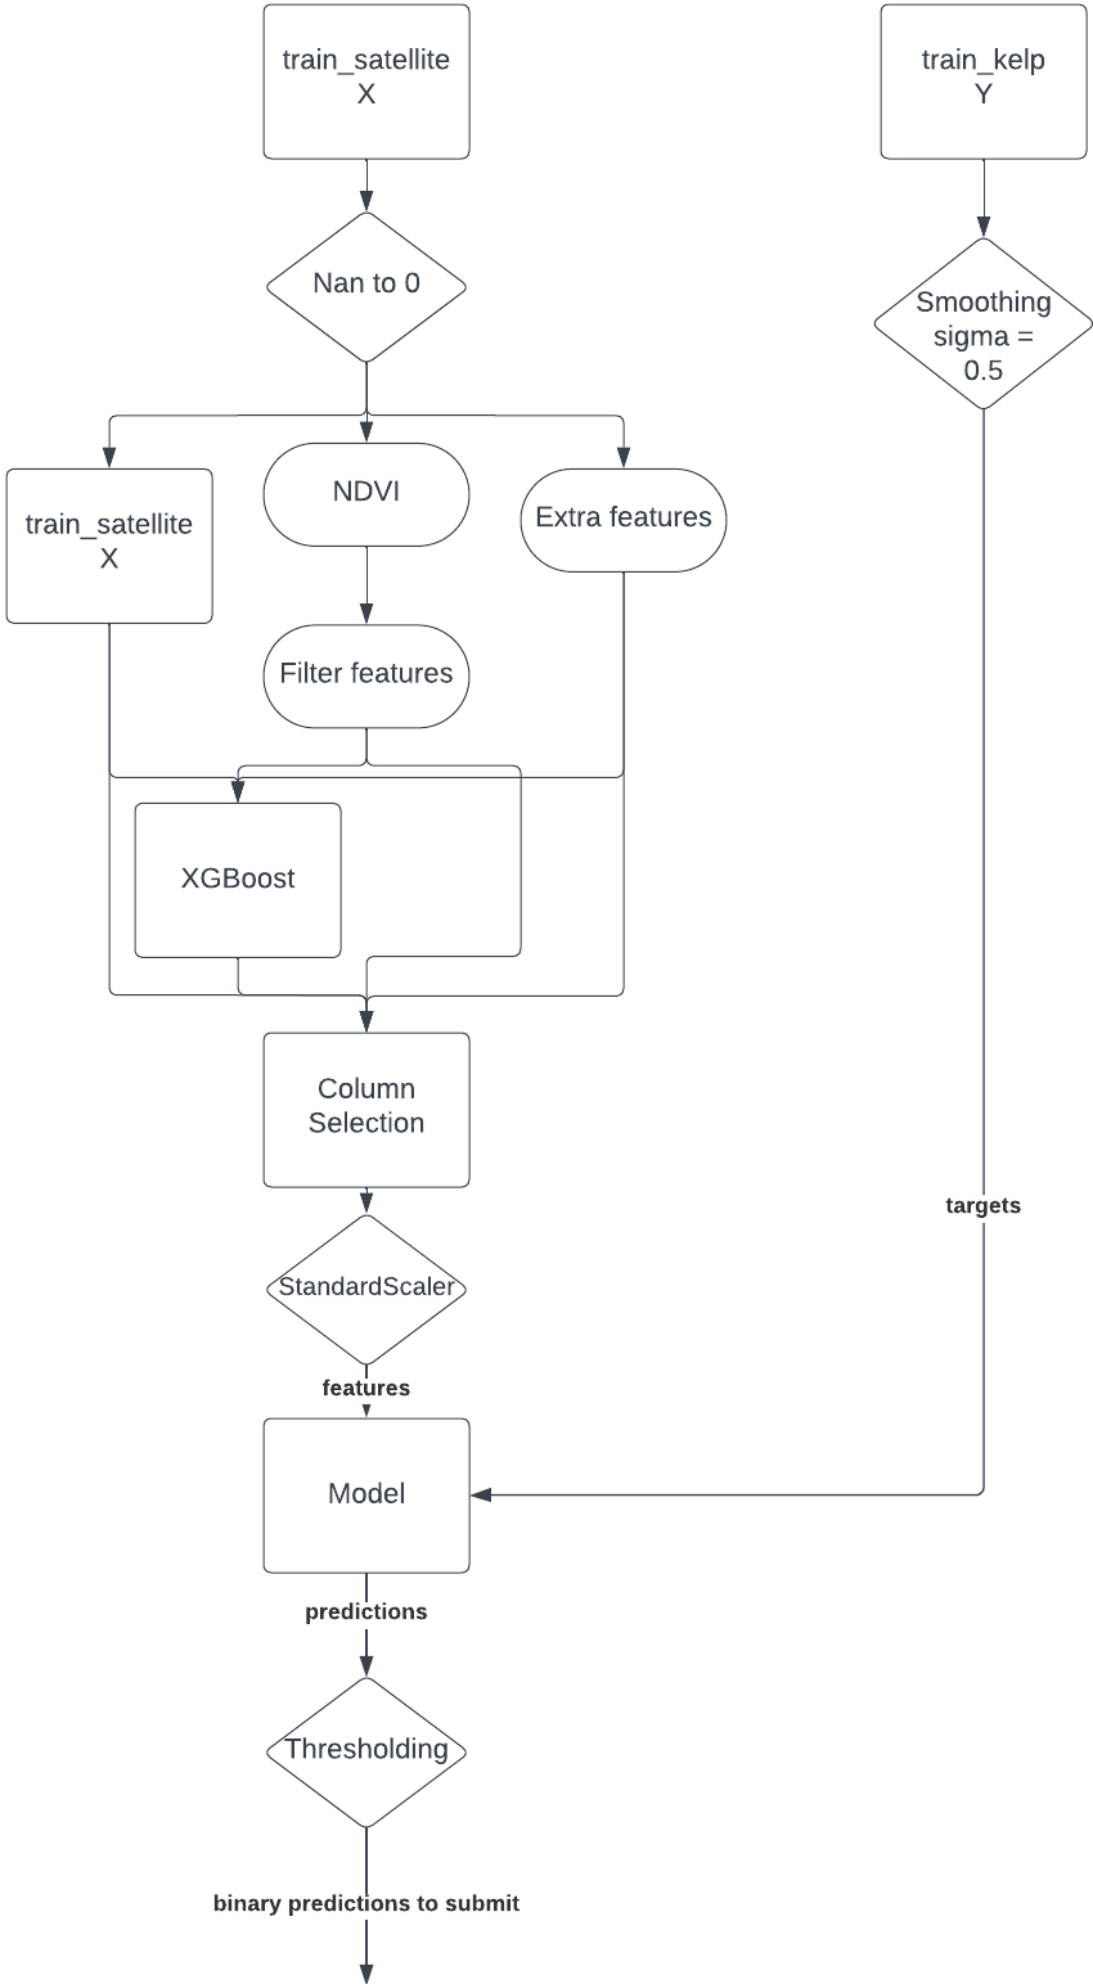 train_satellite
X
train_kelp
Y
Nan to 0
Smoothing
sigma =
0.5
train_satellite
X
NDVI
Extra features
Filter features
XGBoost
Column
Selection
targets
StandardScaler
features
Model
predictions
Thresholding
binary predictions to submit